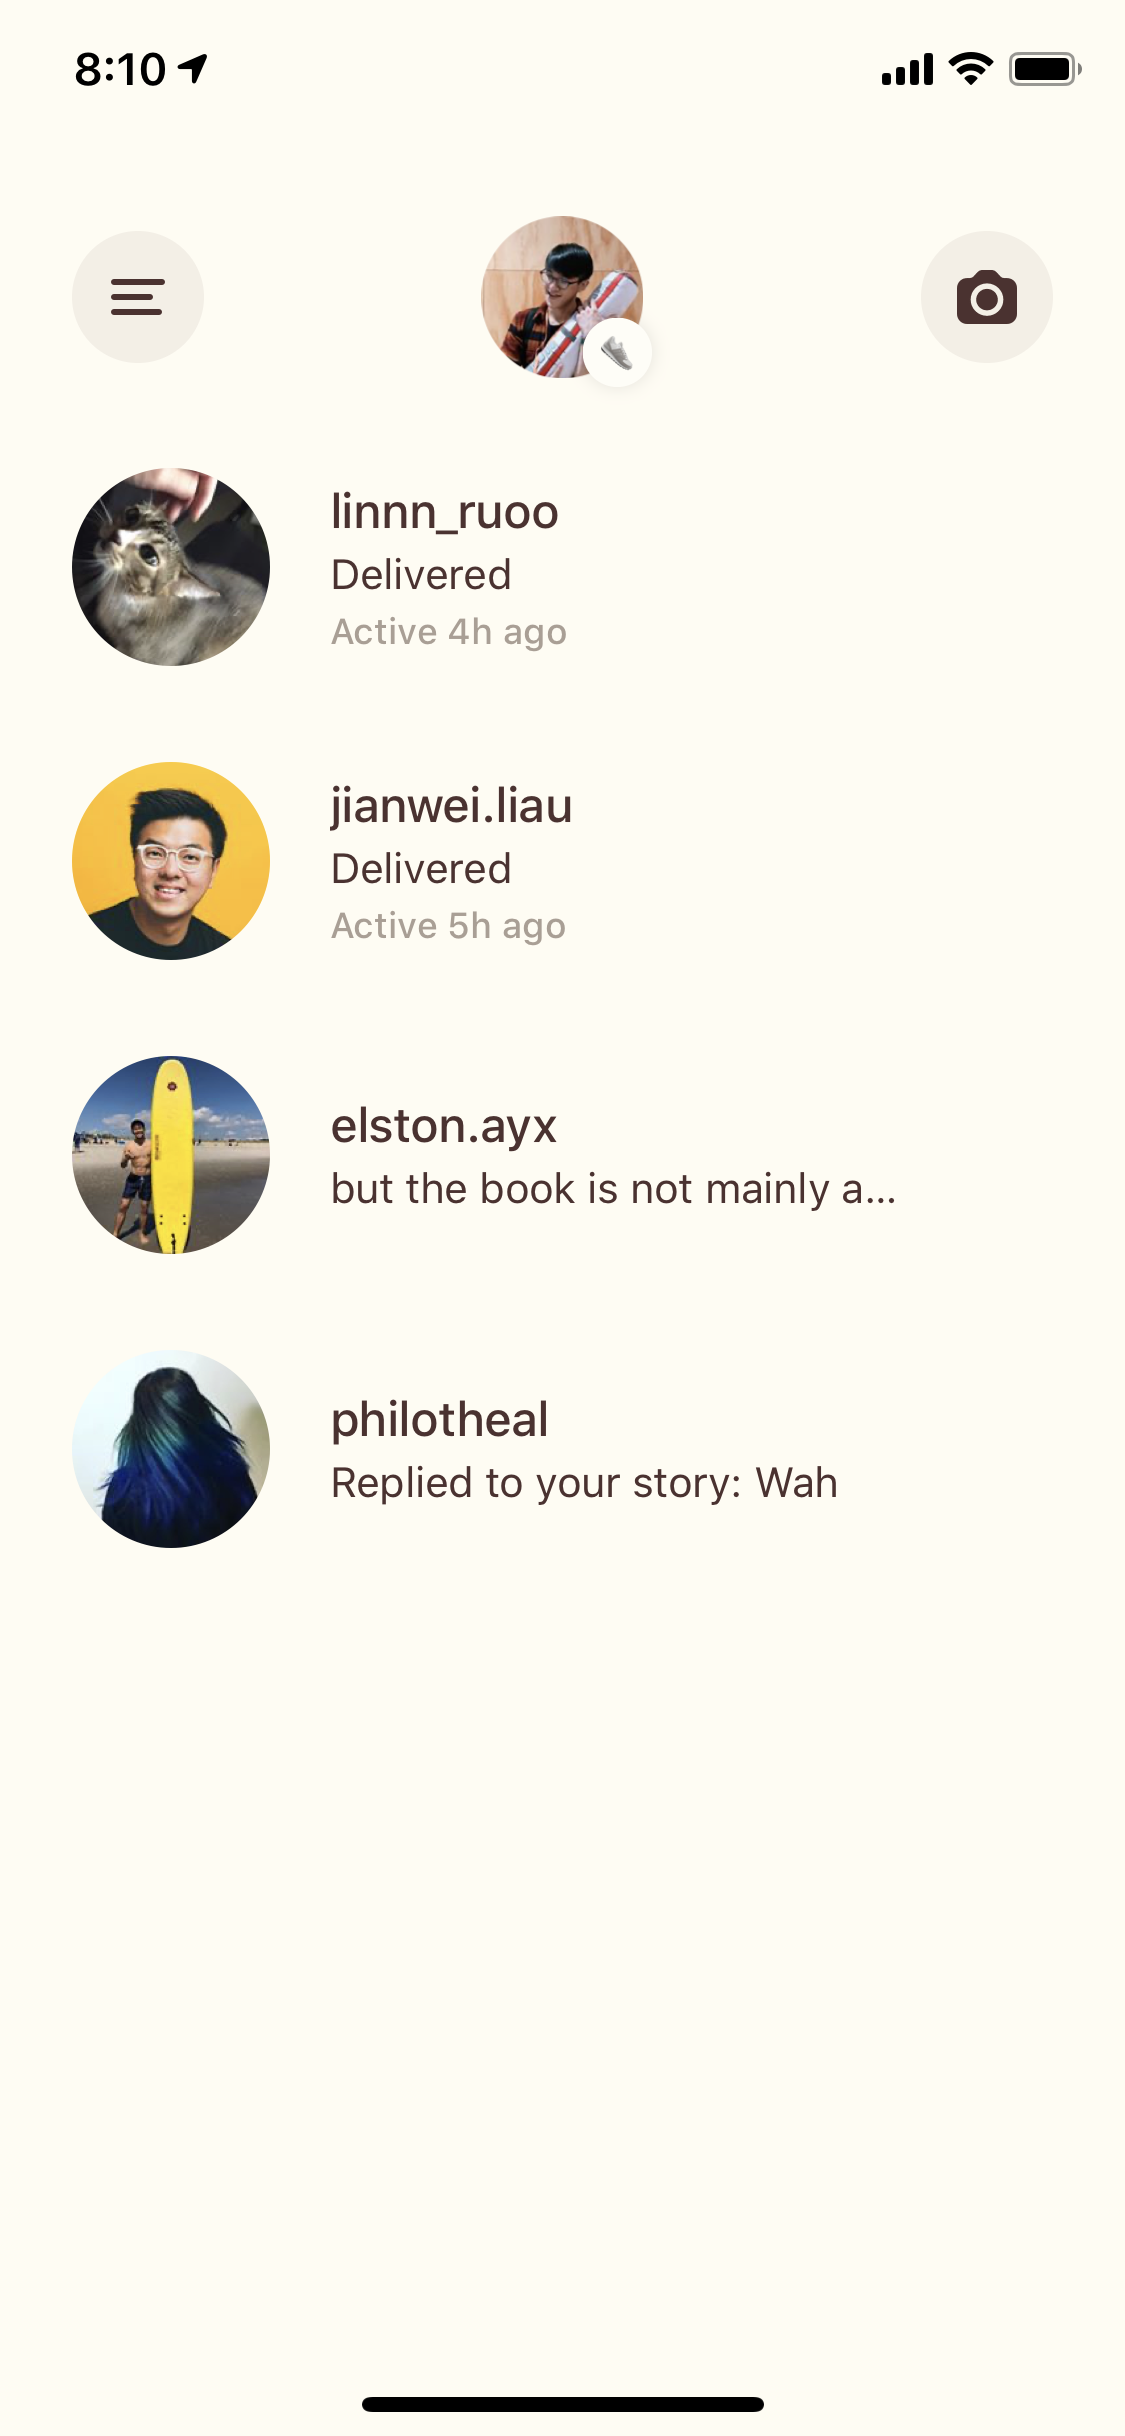 8:10
linnn_ruoo
Delivered
Active 4h ago
jianwei.liau
Delivered
Active 5h ago
elston.ayx
but the book is not mainly a...
philotheal
Replied to your story: Wah